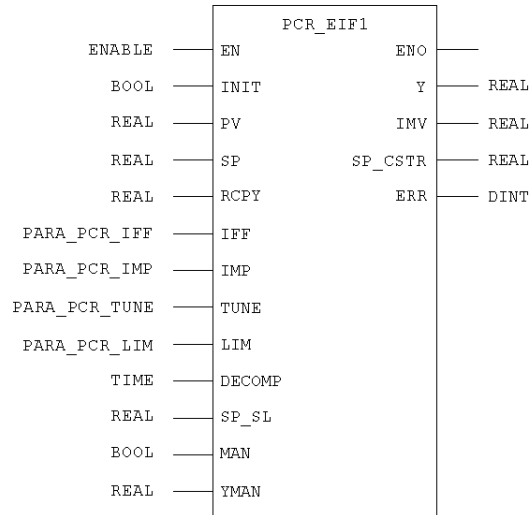 PCR_EIF1
ENABLE EN ENO
BOOL INIT Y REAL
REAL PV IMV REAL
REAL SP SP_CSTR REAL
REAL RCPY ERR DINT
PARA_PCR_IFF IFF
PARA_PCR_IMP IMP
PARA_PCR_TUNE TUNE
PARA_PCR_LIM LIM
TIME DECOMP
REAL SP_SL
BOOL MAN
REAL YMAN